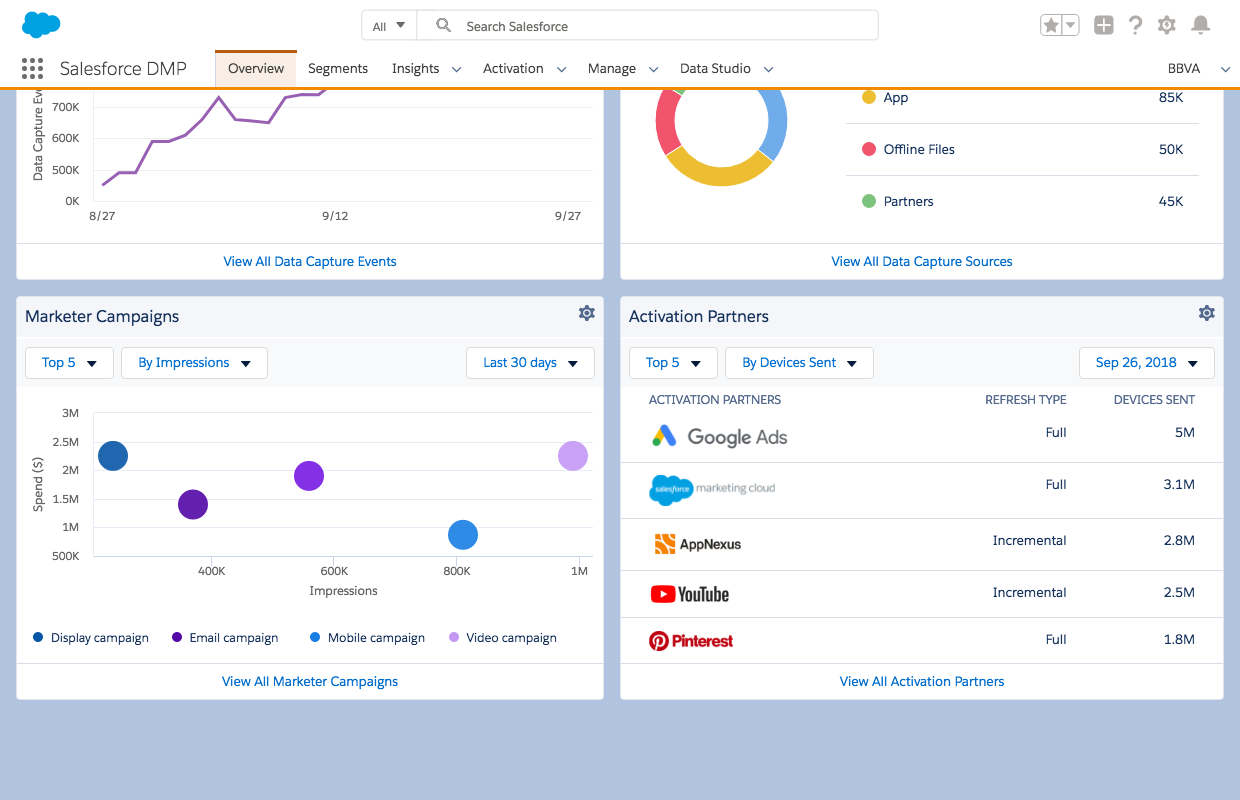 All
Search Salesforce
Salesforce DMP
Overview
Segments
Insights
Activation
Manage
Data Studio
BBVA
Data Capture Eve
700K
600K
500K
0K
8/27
9/12
9/27
View All Data Capture Events
App 85K
Offline Files 50K
Partners 45K
View All Data Capture Sources
Marketer Campaigns
Top 5
By Impressions
Last 30 days
Spend ($)
3M
2.5M
2M
1.5M
1M
500K
400K
600K
800K
1M
Impressions
Display campaign
Email campaign
Mobile campaign
Video campaign
View All Marketer Campaigns
Activation Partners
Top 5
By Devices Sent
Sep 26, 2018
ACTIVATION PARTNERS REFRESH TYPE DEVICES SENT
Google Ads Full 5M
salesforce marketing cloud Full 3.1M
AppNexus Incremental 2.8M
YouTube Incremental 2.5M
Pinterest Full 1.8M
View All Activation Partners